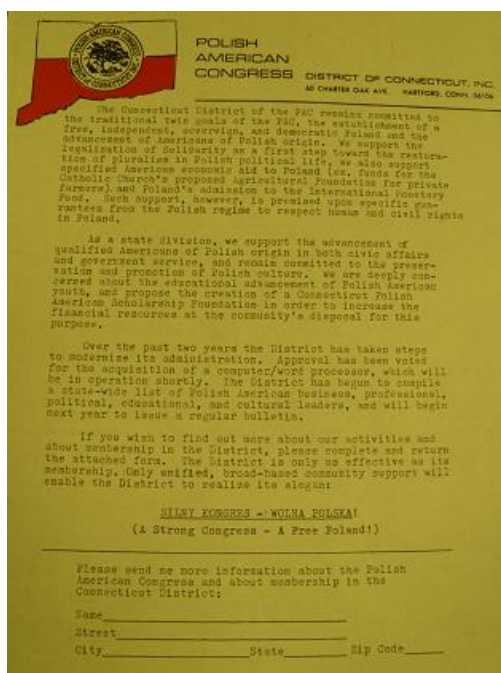 POLISH
AMERICAN
CONGRESS DISTRICT OF CONNECTICUT, INC.
60 CHARTER OAK AVE. HARTFORD, CONN. 06106
The Connecticut District of the PAC remains committed to
the traditional twin goals of the PAC, the establishment of a
free, independent, sovereign, and democratic Poland and the
advancement of Americans of Polish origin. We support the
legalization of Solidarity as a first step toward the restora-
tion of pluralism in Polish political life. We also support
specified American economic aid to Poland (ex. funds for the
Catholic Church's proposed Agricultural Foundation for private
farmers) and Poland's admission to the International Monetary
Fund. Such support, however, is premised upon specific gua-
rantees from the Polish regime to respect human and civil rights
in Poland.
As a state division, we support the advancement of
qualified Americans of Polish origin in both civic affairs
and government service, and remain committed to the preser-
vation and promotion of Polish culture. We are deeply con-
cerned about the educational advancement of Polish American
youth, and propose the creation of a Connecticut Polish
American Scholarship Foundation in order to increase the
financial resources at the community's disposal for this
purpose.
Over the past two years the District has taken steps
to modernize its administration. Approval has been voted
for the acquisition of a computer/word processor, which will
be in operation shortly. The District has begun to compile
a state-wide list of Polish American business, professional,
political, educational, and cultural leaders, and will begin
next year to issue a regular bulletin.
If you wish to find out more about our activities and
about membership in the District, please complete and return
the attached form. The District is only as effective as its
membership. Only unified, broad-based community support will
enable the District to realize its slogan:
SILNY KONGRES - WOLNA POLSKA!
(A Strong Congress - A Free Poland!)
Please send me more information about the Polish
American Congress and about membership in the
Connecticut District:
Name
Street
City State Zip Code